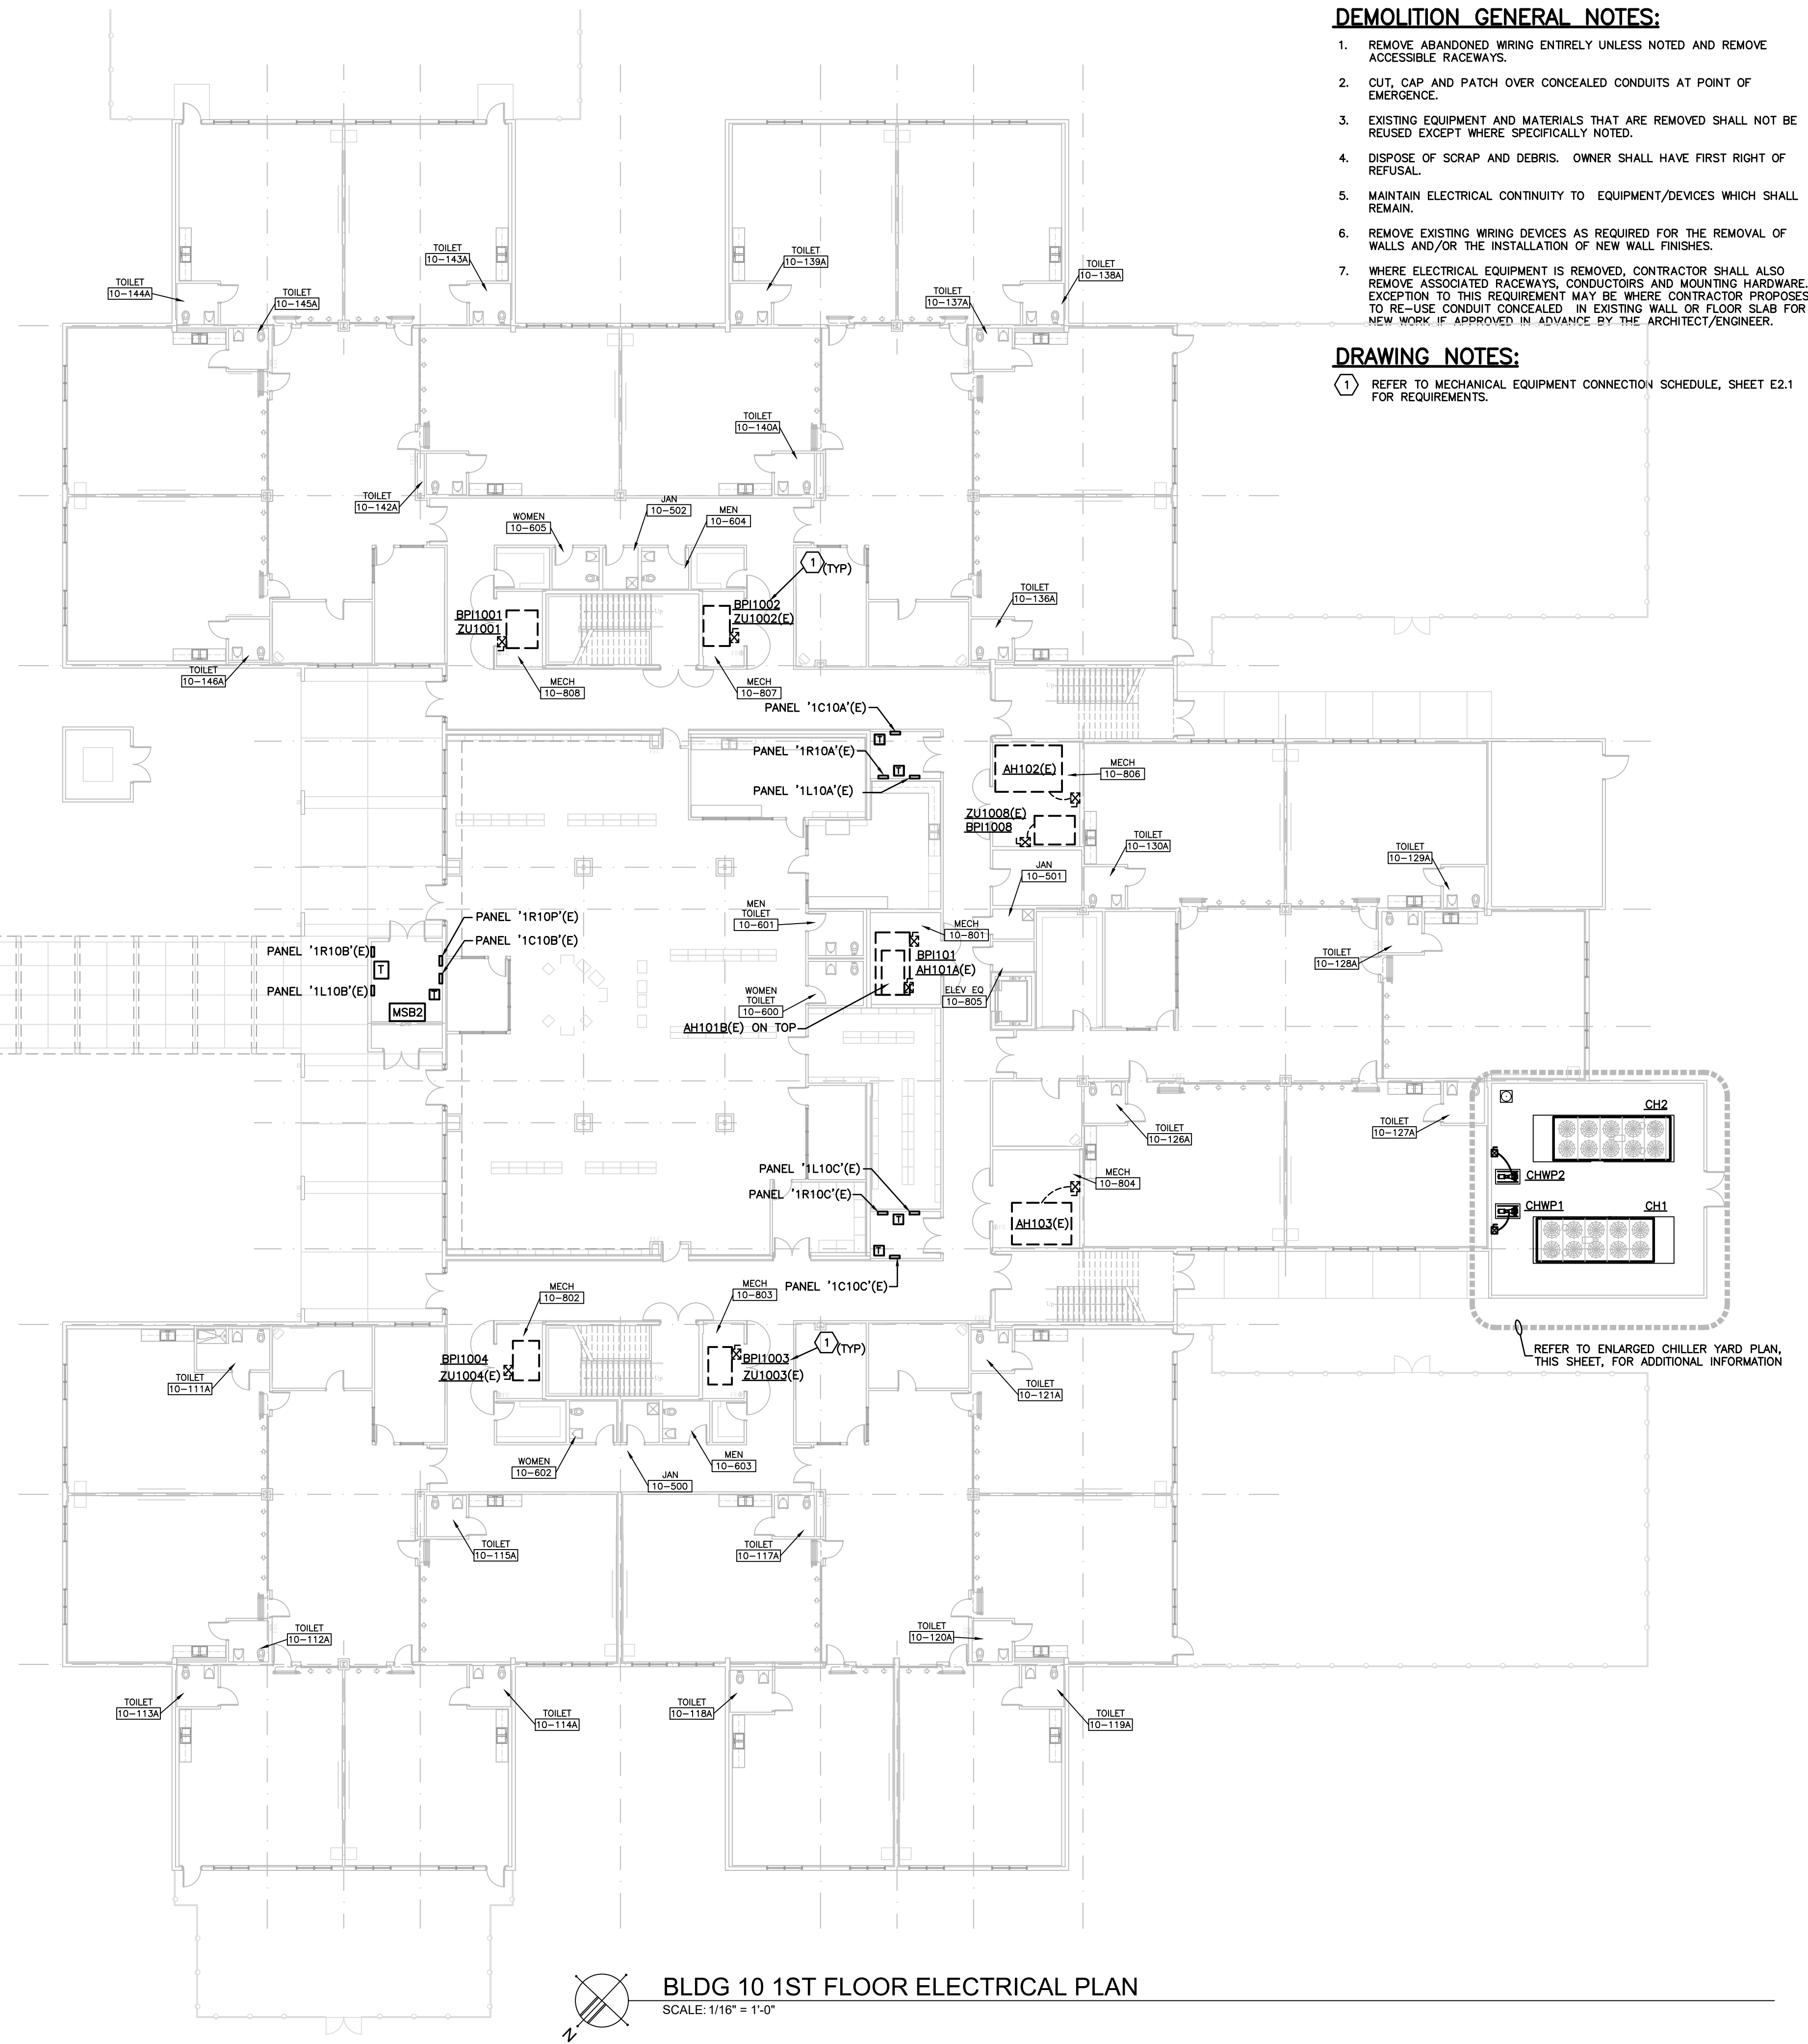 DEMOLITION GENERAL NOTES:
1. REMOVE ABANDONED WIRING ENTIRELY UNLESS NOTED AND REMOVE
ACCESSIBLE RACEWAYS.
2. CUT, CAP AND PATCH OVER CONCEALED CONDUITS AT POINT OF
EMERGENCE.
3. EXISTING EQUIPMENT AND MATERIALS THAT ARE REMOVED SHALL NOT BE
REUSED EXCEPT WHERE SPECIFICALLY NOTED.
4. DISPOSE OF SCRAP AND DEBRIS. OWNER SHALL HAVE FIRST RIGHT OF
REFUSAL.
5. MAINTAIN ELECTRICAL CONTINUITY TO EQUIPMENT/DEVICES WHICH SHALL
REMAIN.
6. REMOVE EXISTING WIRING DEVICES AS REQUIRED FOR THE REMOVAL OF
WALLS AND/OR THE INSTALLATION OF NEW WALL FINISHES.
7. WHERE ELECTRICAL EQUIPMENT IS REMOVED, CONTRACTOR SHALL ALSO
REMOVE ASSOCIATED RACEWAYS, CONDUCTOIRS AND MOUNTING HARDWARE.
EXCEPTION TO THIS REQUIREMENT MAY BE WHERE CONTRACTOR PROPOSES
TO RE-USE CONDUIT CONCEALED IN EXISTING WALL OR FLOOR SLAB FOR
NEW WORK IF APPROVED IN ADVANCE BY THE ARCHITECT/ENGINEER.
DRAWING NOTES:
1 REFER TO MECHANICAL EQUIPMENT CONNECTION SCHEDULE, SHEET E2.1
FOR REQUIREMENTS.
TOILET
10-143A
TOILET
10-139A
TOILET
10-138A
TOILET
10-144A
TOILET
10-145A
TOILET
10-137A
TOILET
10-140A
TOILET
10-142A
JAN
10-502
WOMEN
10-605
MEN
10-604
1
(TYP)
TOILET
10-136A
BPI1001
ZU1001
BPI1002
ZU1002(E)
Up
TOILET
10-146A
MECH
10-808
MECH
10-807
Up
PANEL '1C10A'(E)
T
PANEL '1R10A'(E)
T
PANEL '1L10A'(E)
AH102(E)
MECH
10-806
ZU1008(E)
BPI1008
TOILET
10-130A
TOILET
10-129A
JAN
10-501
MEN
TOILET
10-601
MECH
10-801
PANEL '1R10P'(E)
PANEL '1C10B'(E)
PANEL '1R10B'(E)
T
PANEL '1L10B'(E)
T
MSB2
BPI101
AH101A(E)
TOILET
10-128A
WOMEN
TOILET
10-600
ELEV EQ
10-805
AH101B(E) ON TOP
TOILET
10-126A
TOILET
10-127A
CH2
CHWP2
CHWP1
CH1
PANEL '1L10C'(E)
PANEL '1R10C'(E)
T
T
MECH
10-804
AH103(E)
PANEL '1C10C'(E)
MECH
10-802
MECH
10-803
Up
1
(TYP)
BPI1004
ZU1004(E)
BPI1003
ZU1003(E)
REFER TO ENLARGED CHILLER YARD PLAN,
THIS SHEET, FOR ADDITIONAL INFORMATION
TOILET
10-111A
TOILET
10-121A
WOMEN
10-602
JAN
10-500
MEN
10-603
TOILET
10-115A
TOILET
10-117A
TOILET
10-112A
TOILET
10-120A
TOILET
10-113A
TOILET
10-114A
TOILET
10-118A
TOILET
10-119A
N
BLDG 10 1ST FLOOR ELECTRICAL PLAN
SCALE: 1/16" = 1'-0"